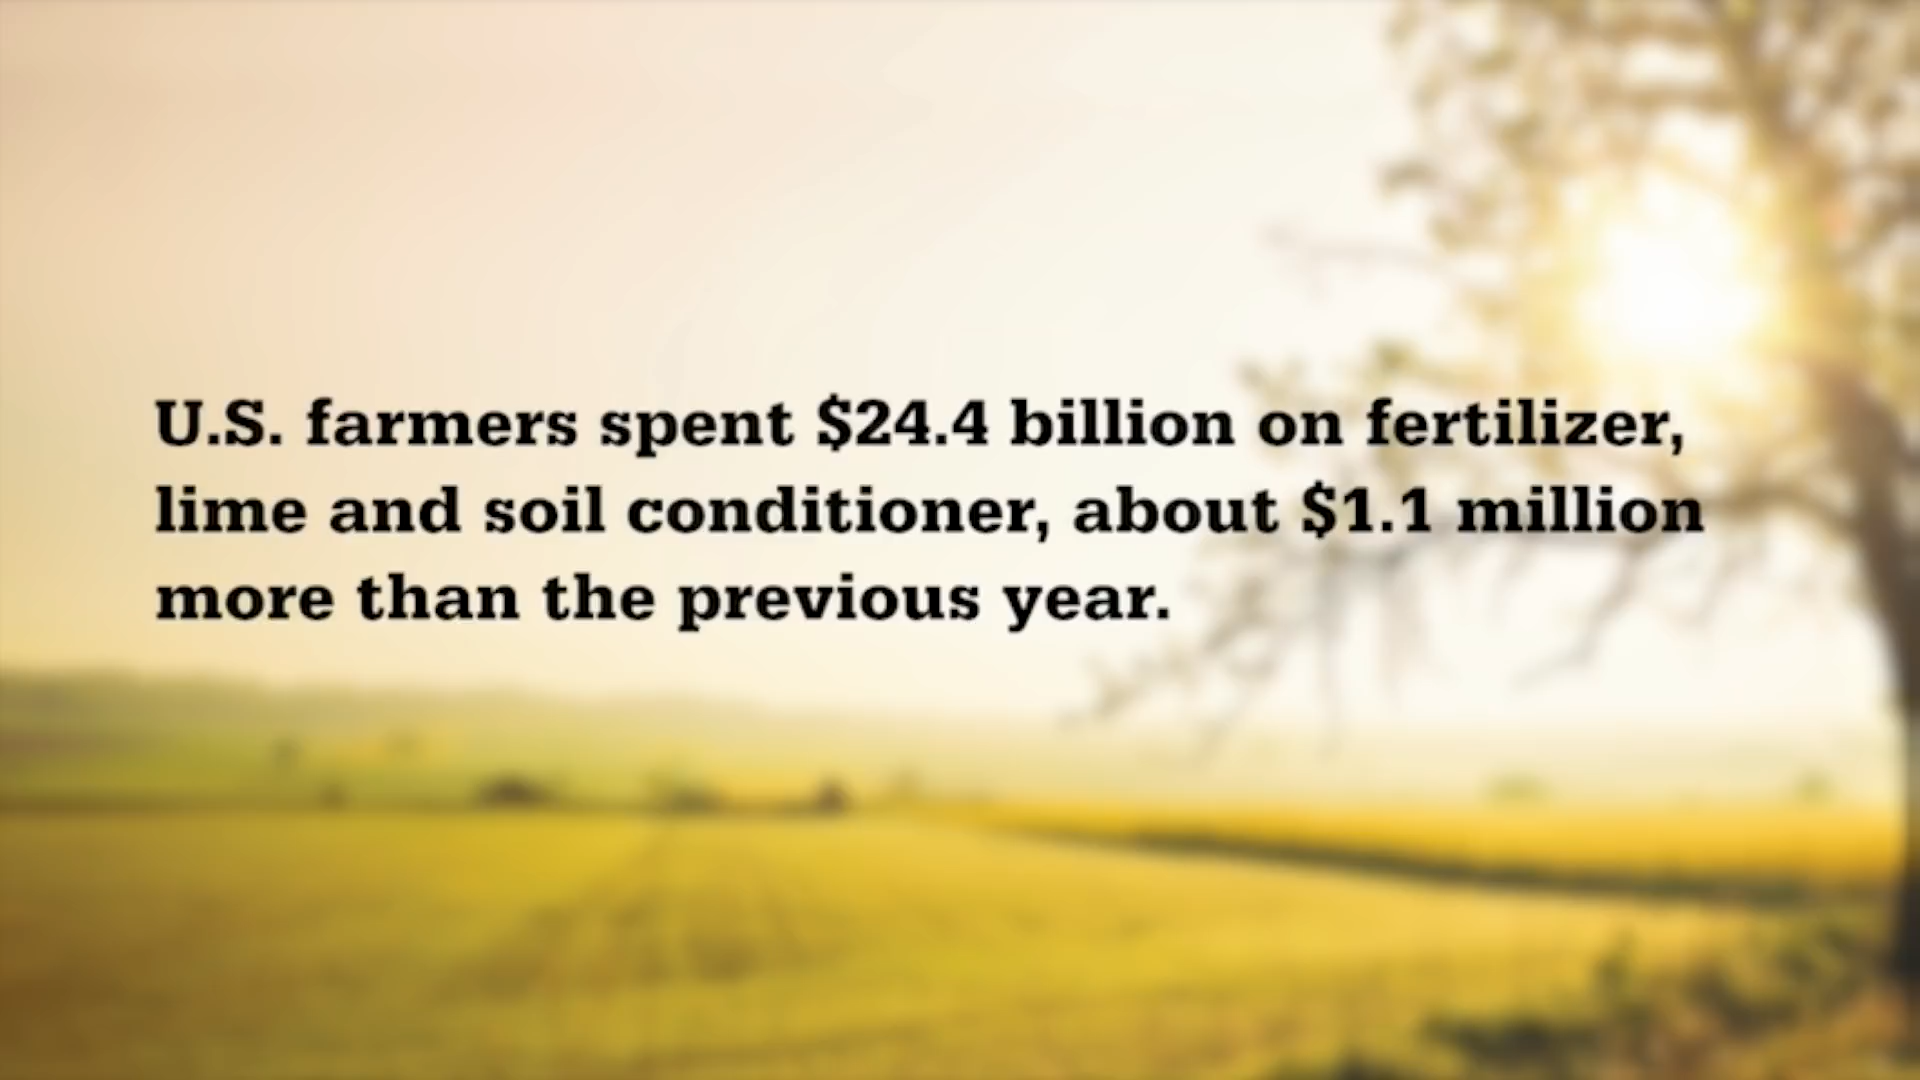 U.S. farmers spent $24.4 billion on fertilizer,
lime and soil conditioner, about $1.1 million
more than the previous year.